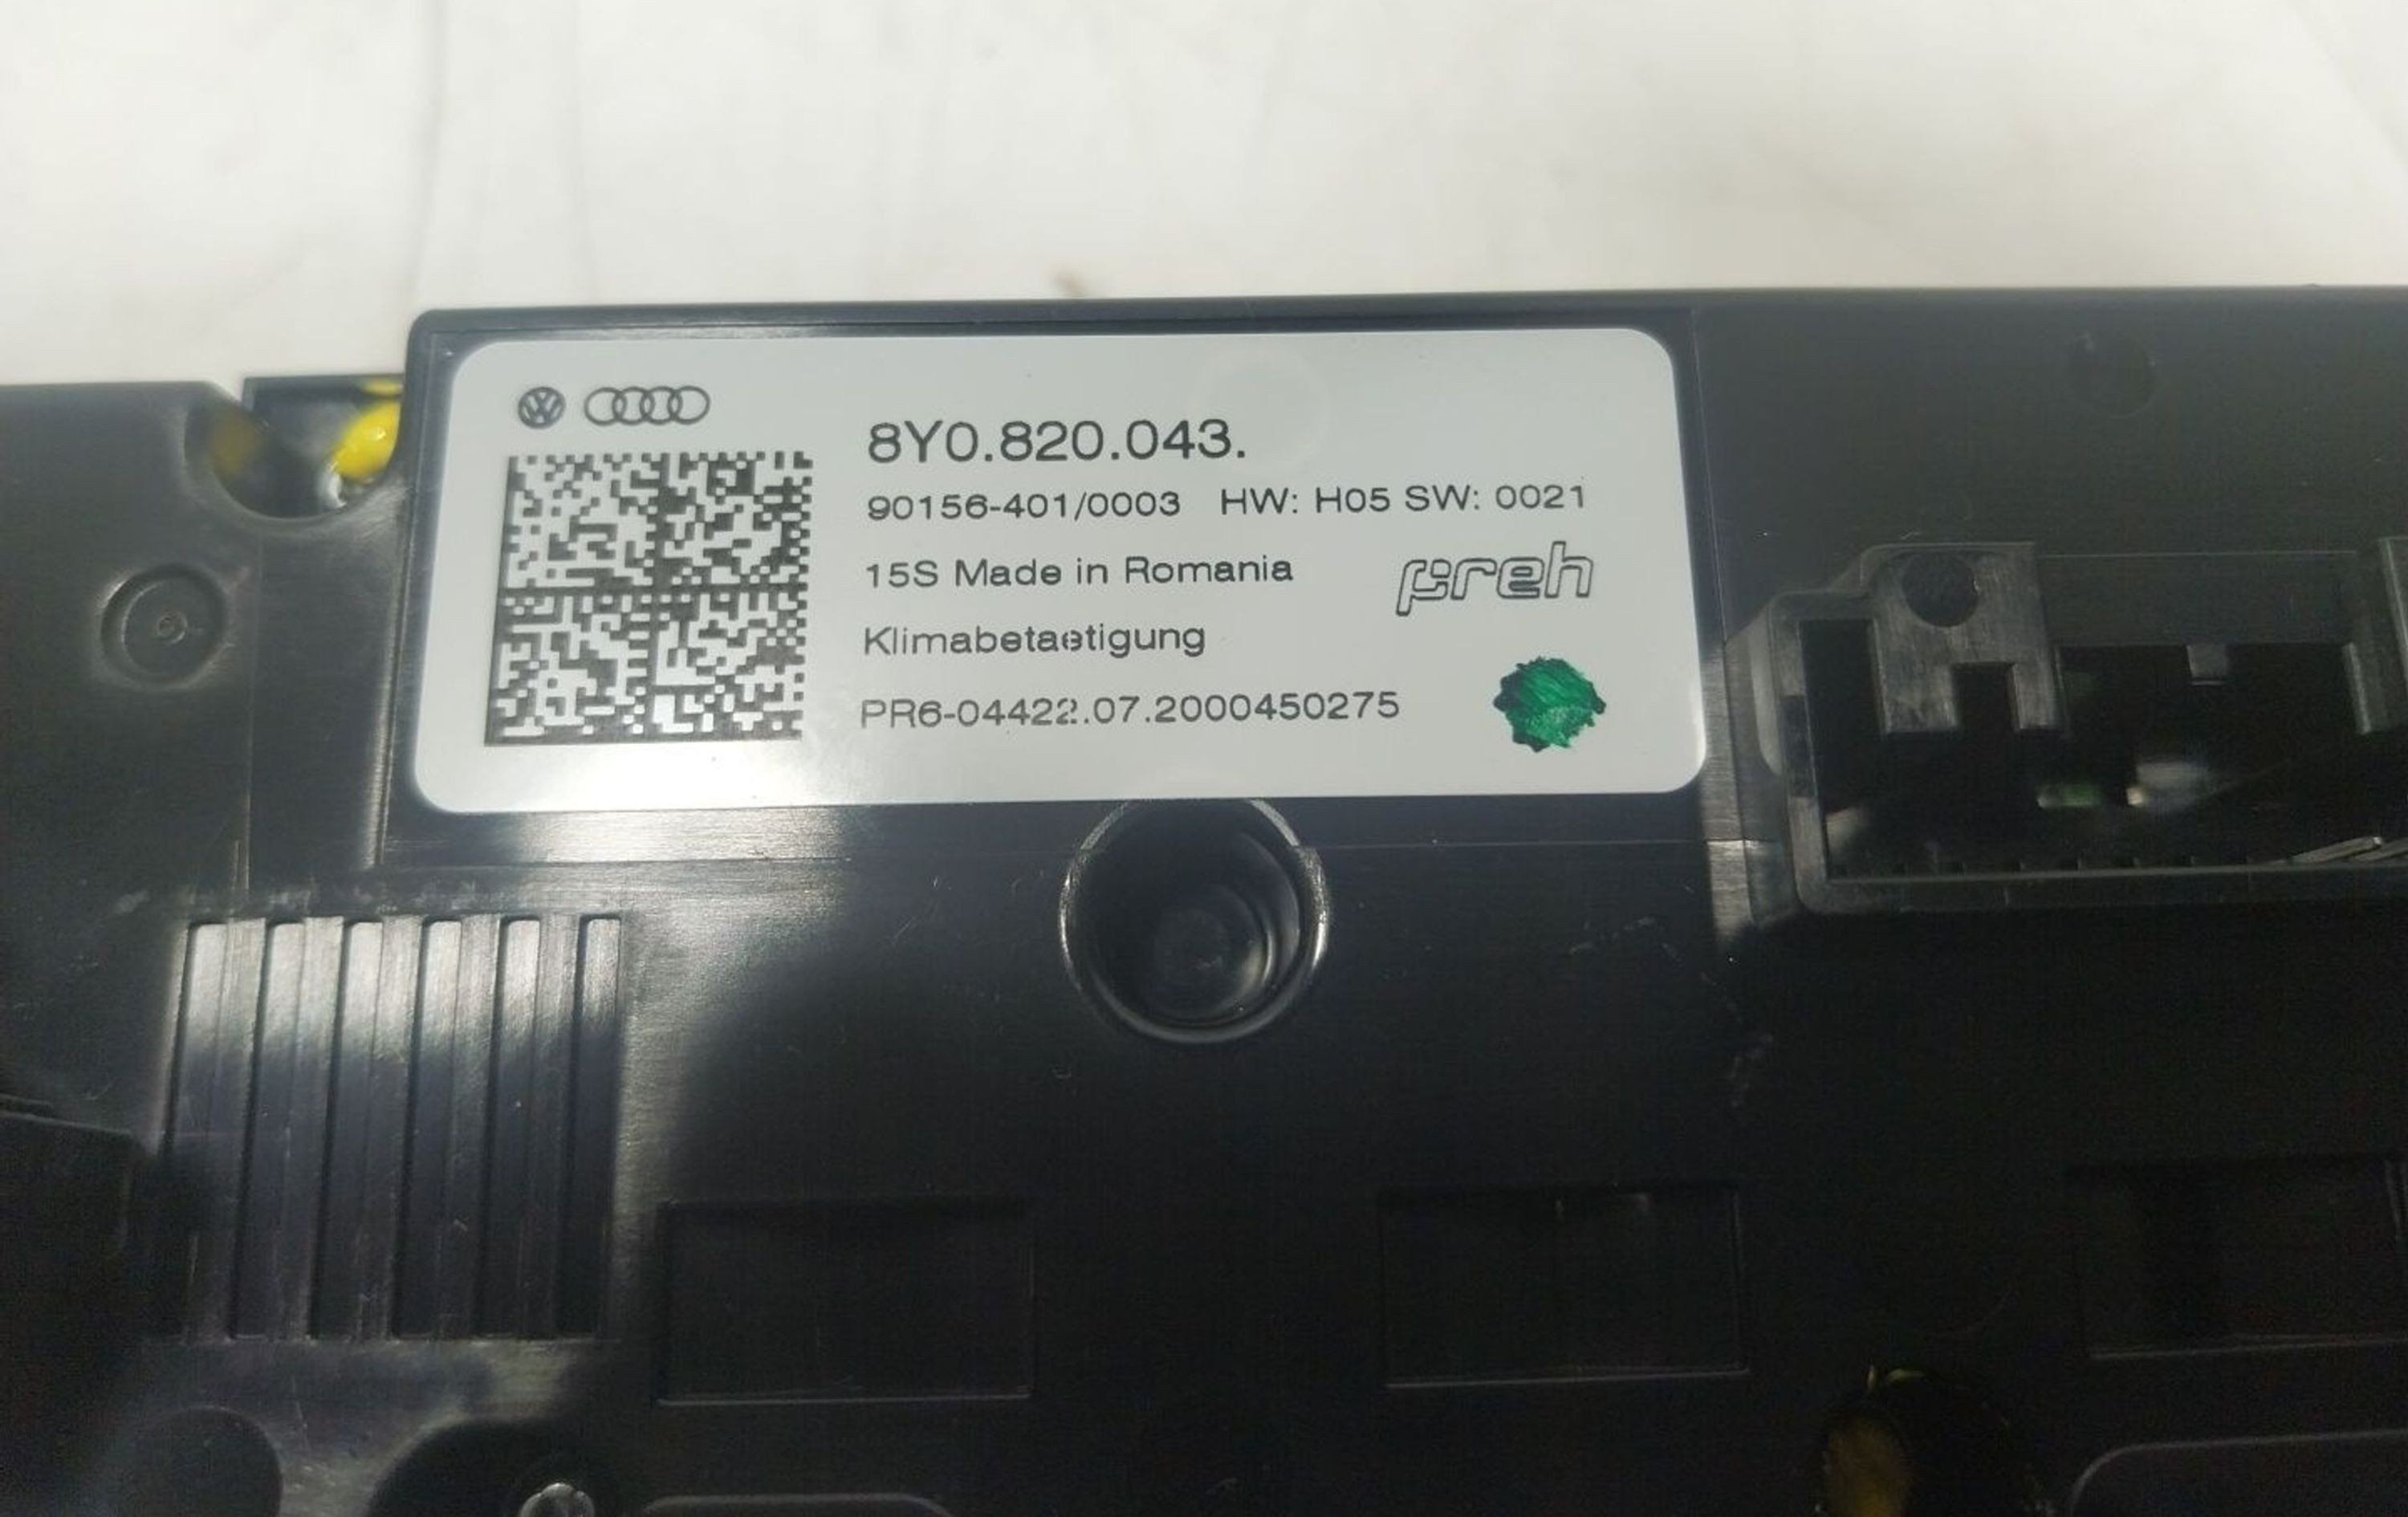 8Y0.820.043.
90156-401/0003 HW: H05 SW: 0021
15S Made in Romania
preh
Klimabetaetigung
PR6-04422.07.2000450275